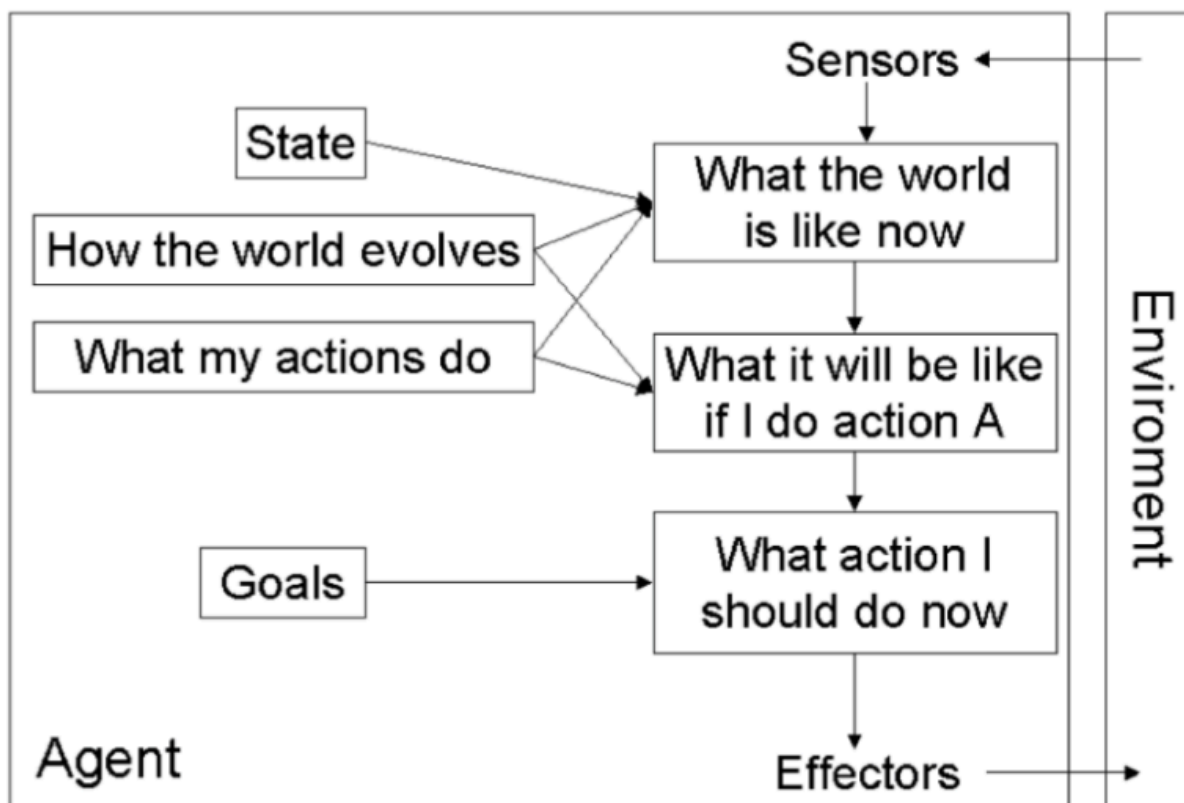 Sensors
State
What the world
is like now
How the world evolves
What my actions do
What it will be like
if I do action A
Goals
What action I
should do now
Agent
Effectors
Enviroment